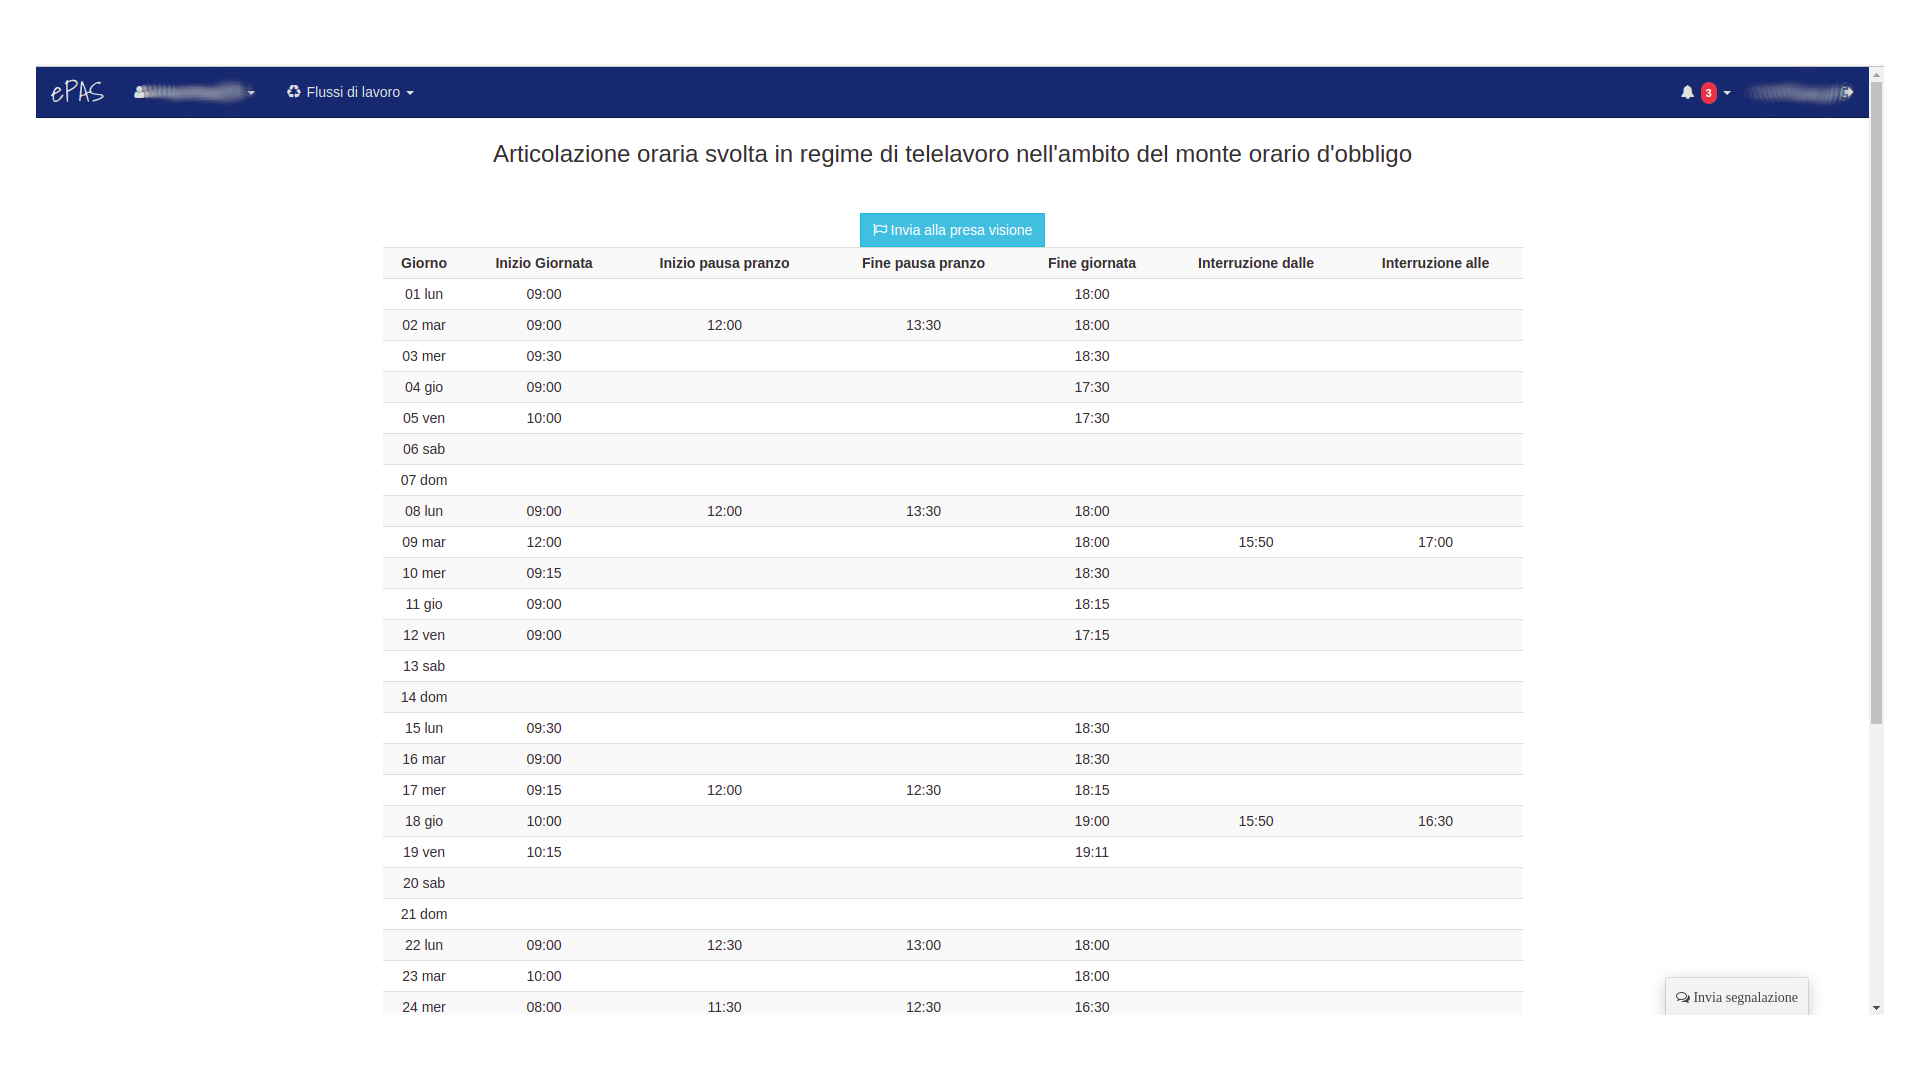 ePAS Flussi di lavoro 3
Articolazione oraria svolta in regime di telelavoro nell'ambito del monte orario d'obbligo
Invia alla presa visione
Giorno Inizio Giornata Inizio pausa pranzo Fine pausa pranzo Fine giornata Interruzione dalle Interruzione alle
01 lun 09:00 18:00
02 mar 09:00 12:00 13:30 18:00
03 mer 09:30 18:30
04 gio 09:00 17:30
05 ven 10:00 17:30
06 sab
07 dom
08 lun 09:00 12:00 13:30 18:00
09 mar 12:00 18:00 15:50 17:00
10 mer 09:15 18:30
11 gio 09:00 18:15
12 ven 09:00 17:15
13 sab
14 dom
15 lun 09:30 18:30
16 mar 09:00 18:30
17 mer 09:15 12:00 12:30 18:15
18 gio 10:00 19:00 15:50 16:30
19 ven 10:15 19:11
20 sab
21 dom
22 lun 09:00 12:30 13:00 18:00
23 mar 10:00 18:00
24 mer 08:00 11:30 12:30 16:30
Invia segnalazione